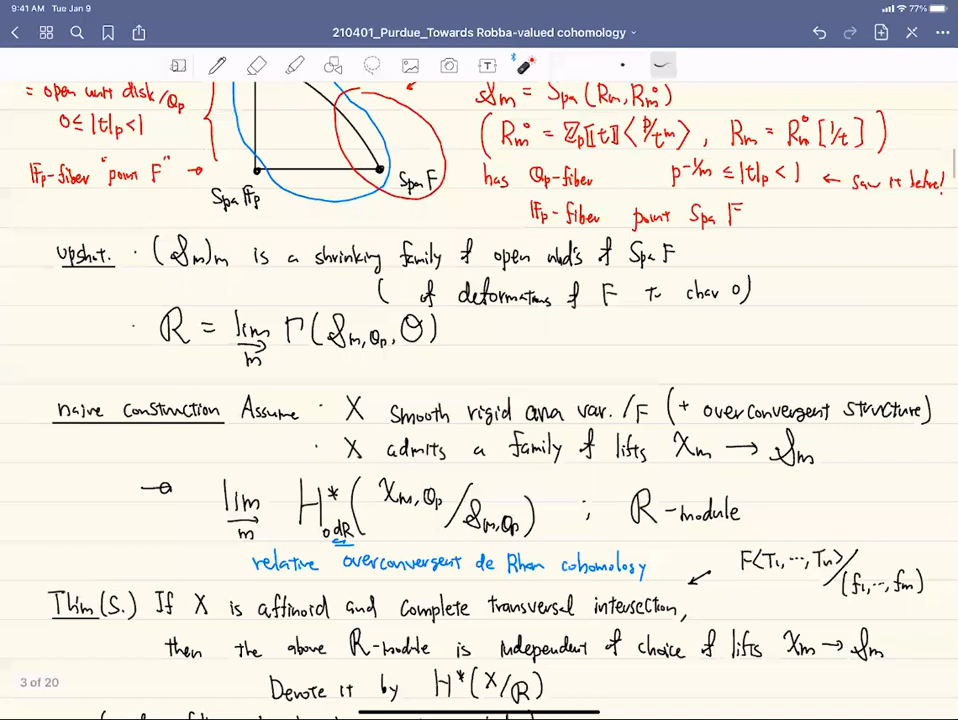 9:41 AM Tue Jan 9
77%
210401_Purdue_Towards Robba-valued cohomology
= open unit disk/ℚp
0≤|t|p<1
𝔽p-fiber "point F" →
Spa 𝔽p
Spa F
𝒮m = Spa(Rm, Rm°)
(Rm° = ℤp[[t]]⟨p/tm⟩, Rm = Rm°[1/t])
has ℚp-fiber p^{-1/m} ≤ |t|p < 1 ← saw it before!
𝔽p-fiber point Spa F
upshot. · (𝒮m)m is a shrinking family of open nbd's of Spa F
( of deformations of F to char 0)
· ℛ = lim→m Γ(𝒮m,ℚp, 𝒪)
naive construction Assume · X smooth rigid ana var. /F (+ overconvergent structure)
· X admits a family of lifts 𝒳m → 𝒮m
lim→m H*odR(𝒳m,ℚp/𝒮m,ℚp) ; ℛ-module
relative overconvergent de Rham cohomology
F⟨T1,…,Tn⟩/(f1,…,fm)
Thm(S.) If X is affinoid and complete transversal intersection,
then the above ℛ-module is independent of choice of lifts 𝒳m → 𝒮m
3 of 20
Denote it by H*(X/ℛ)